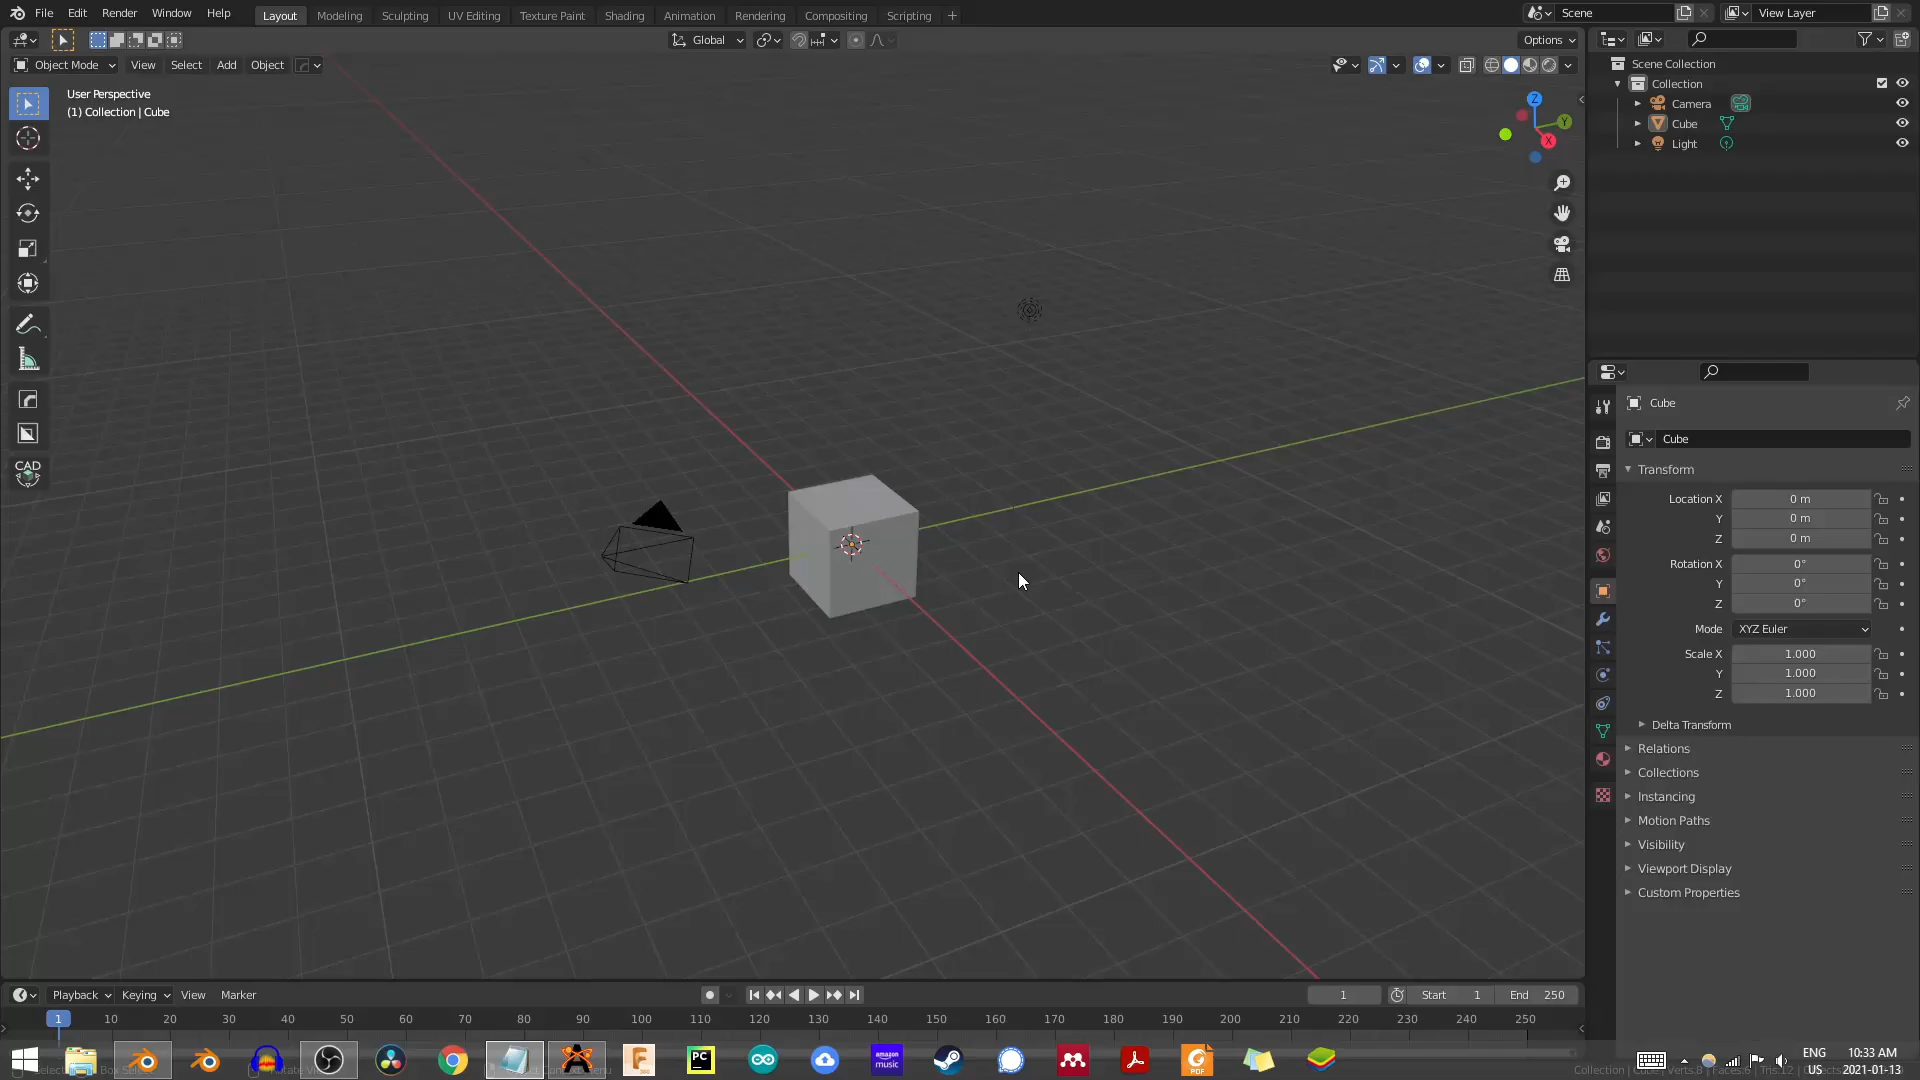 File Edit Render Window Help
Layout Modeling Sculpting UV Editing Texture Paint Shading Animation Rendering Compositing Scripting +
Scene
View Layer
Global
Options
Object Mode View Select Add Object
User Perspective
(1) Collection | Cube
CAD
Z
Y
X
Scene Collection
Collection
Camera
Cube
Light
Cube
Cube
Transform
Location X 0 m
Y 0 m
Z 0 m
Rotation X 0°
Y 0°
Z 0°
Mode XYZ Euler
Scale X 1.000
Y 1.000
Z 1.000
Delta Transform
Relations
Collections
Instancing
Motion Paths
Visibility
Viewport Display
Custom Properties
Playback Keying View Marker
1 Start 1 End 250
1 10 20 30 40 50 60 70 80 90 100 110 120 130 140 150 160 170 180 190 200 210 220 230 240 250
PC
amazon music
PDF
ENG 10:33 AM
US 2021-01-13